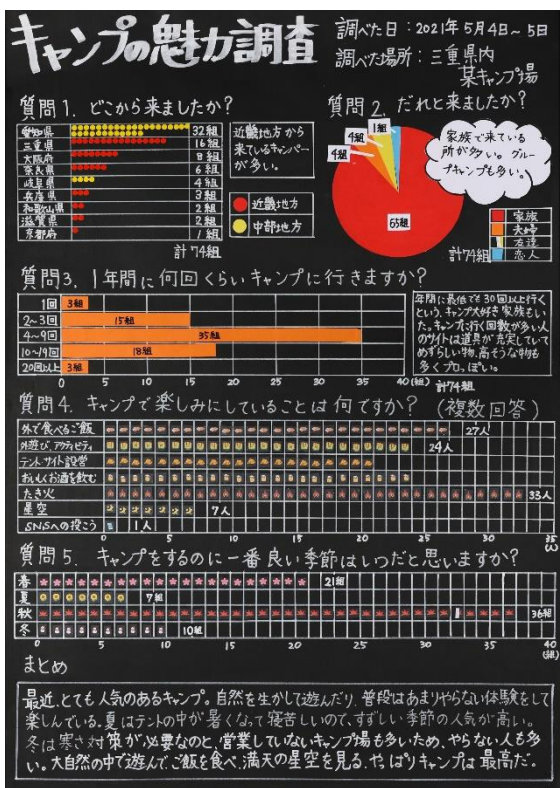 キャンプの魅力調査
調べた日：2021年5月4日～5日
調べた場所：三重県内
某キャンプ場
質問1. どこから来ましたか？
愛知県 32組
三重県 16組
大阪府 8組
奈良県 6組
岐阜県 4組
兵庫県 3組
和歌山県 2組
滋賀県 2組
京都府 1組
計74組
近畿地方から
来ているキャンパー
が多い。
近畿地方
中部地方
質問2. だれと来ましたか？
1組
4組
4組
65組
家族で来ている
所が多い。グルー
プキャンプも多い。
家族
夫婦
友達
恋人
計74組
質問3. 1年間に何回くらいキャンプに行きますか？
1回 3組
2～3回 15組
4～9回 35組
10～19回 18組
20回以上 3組
0 5 10 15 20 25 30 35 40(組)
計74組
年間に最低でも30回以上行く
という、キャンプ大好き家族もい
た。キャンプに行く回数が多い人
のサイトは道具が充実していて
めずらしい物、高そうな物も
多くプロっぽい。
質問4. キャンプで楽しみにしていることは何ですか？（複数回答）
外で食べるご飯 27人
外遊び、アクティビティ 24人
テント、サイト設営
おいしくお酒を飲む
たき火 33人
星空 7人
SNSへの投こう 1人
0 5 10 15 20 25 30 35(人)
質問5. キャンプをするのに一番良い季節はいつだと思いますか？
春 21組
夏 7組
秋 36組
冬 10組
0 5 10 15 20 25 30 35 40(組)
まとめ
最近、とても人気のあるキャンプ。自然を生かして遊んだり、普段はあまりやらない体験をして
楽しんでいる。夏はテントの中が暑くなって寝苦しいので、すずしい季節の人気が高い。
冬は寒さ対策が必要なのと、営業していないキャンプ場も多いため、やらない人も多
い。大自然の中で遊んで、ご飯を食べ、満天の星空を見る、やっぱりキャンプは最高だ。